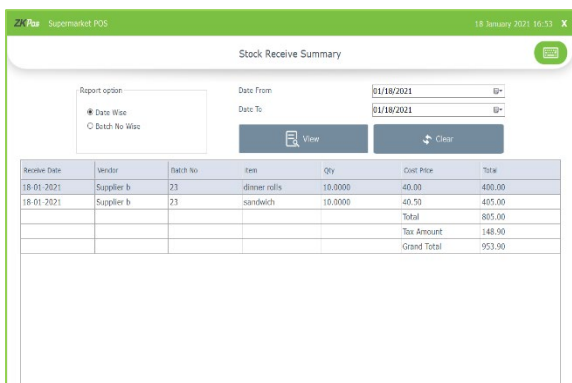 ZKPos Supermarket POS 18 January 2021 16:33 X
Stock Receive Summary
Report option
Date Wise
Batch No Wise
Date From 01/18/2021
Date To 01/18/2021
View Clear
Receive Date Vendor Batch No Item Qty Cost Price Total
18-01-2021 Supplier b 23 dinner rolls 10.0000 40.00 400.00
18-01-2021 Supplier b 23 sandwich 10.0000 40.50 405.00
Total 805.00
Tax Amount 148.90
Grand Total 953.90